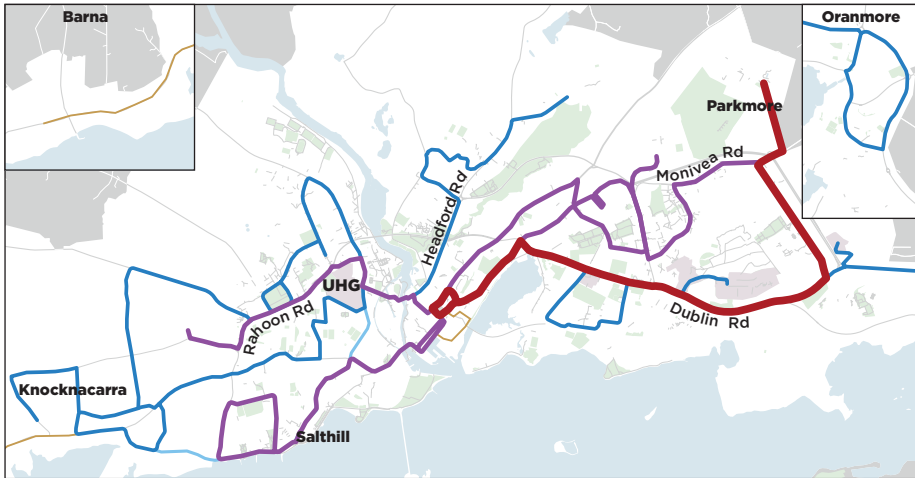 Barna
Oranmore
Parkmore
Monivea Rd
Headford Rd
UHG
Rahoon Rd
Dublin Rd
Knocknacarra
Salthill